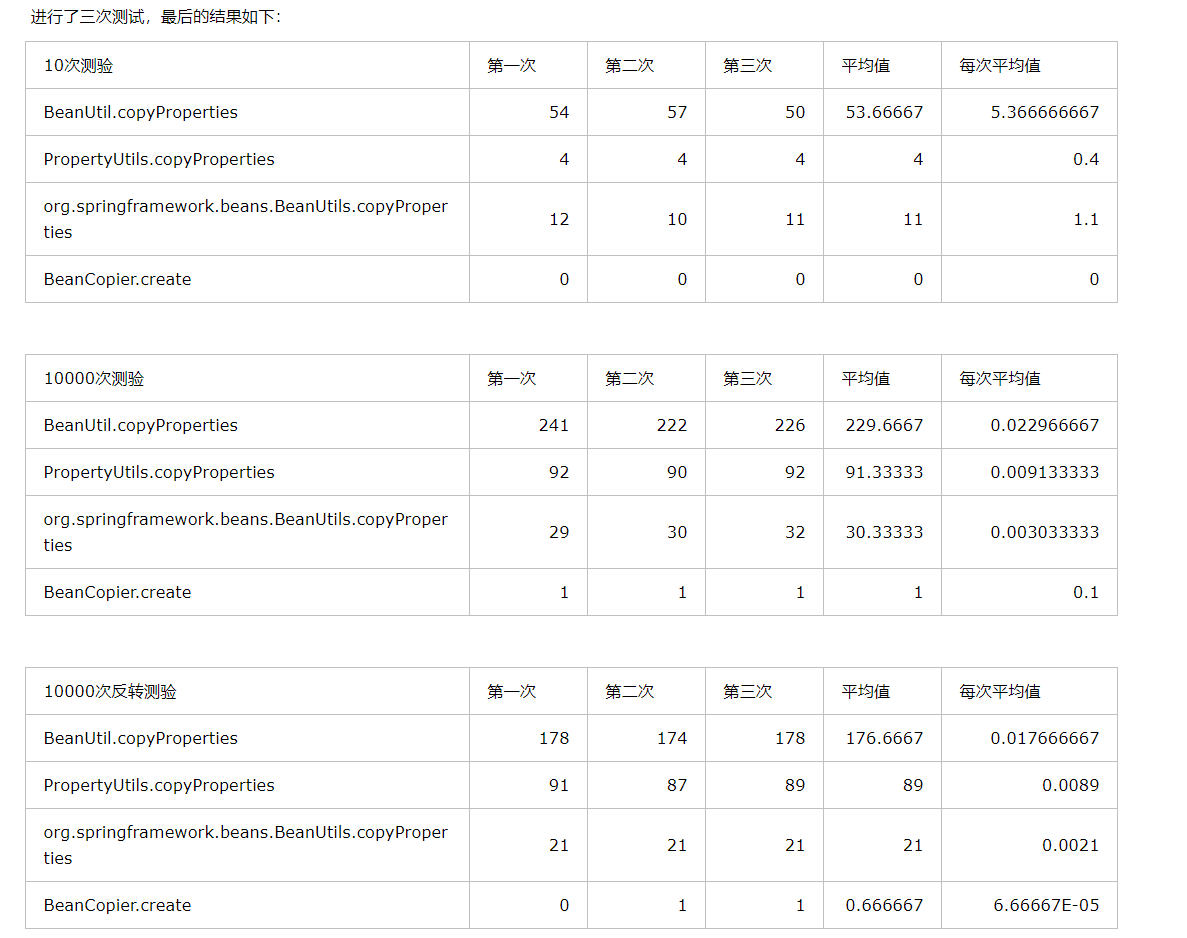 进行了三次测试，最后的结果如下：
10次测验 第一次 第二次 第三次 平均值 每次平均值
BeanUtil.copyProperties 54 57 50 53.66667 5.366666667
PropertyUtils.copyProperties 4 4 4 4 0.4
org.springframework.beans.BeanUtils.copyProper
ties 12 10 11 11 1.1
BeanCopier.create 0 0 0 0 0
10000次测验 第一次 第二次 第三次 平均值 每次平均值
BeanUtil.copyProperties 241 222 226 229.6667 0.022966667
PropertyUtils.copyProperties 92 90 92 91.33333 0.009133333
org.springframework.beans.BeanUtils.copyProper
ties 29 30 32 30.33333 0.003033333
BeanCopier.create 1 1 1 1 0.1
10000次反转测验 第一次 第二次 第三次 平均值 每次平均值
BeanUtil.copyProperties 178 174 178 176.6667 0.017666667
PropertyUtils.copyProperties 91 87 89 89 0.0089
org.springframework.beans.BeanUtils.copyProper
ties 21 21 21 21 0.0021
BeanCopier.create 0 1 1 0.666667 6.66667E-05